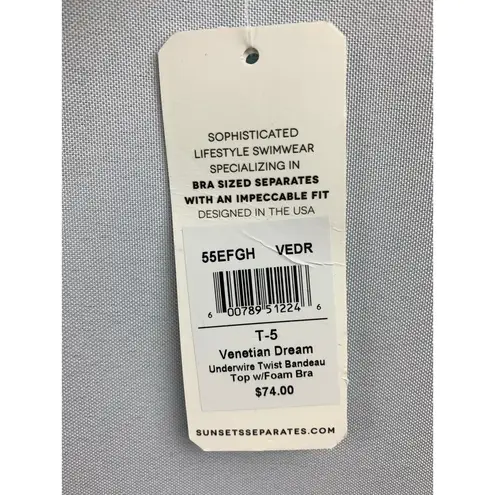 SOPHISTICATED
LIFESTYLE SWIMWEAR
SPECIALIZING IN
BRA SIZED SEPARATES
WITH AN IMPECCABLE FIT
DESIGNED IN THE USA
55EFGH VEDR
6 00789 51224 6
T-5
Venetian Dream
Underwire Twist Bandeau
Top w/Foam Bra
$74.00
SUNSETSSEPARATES.COM